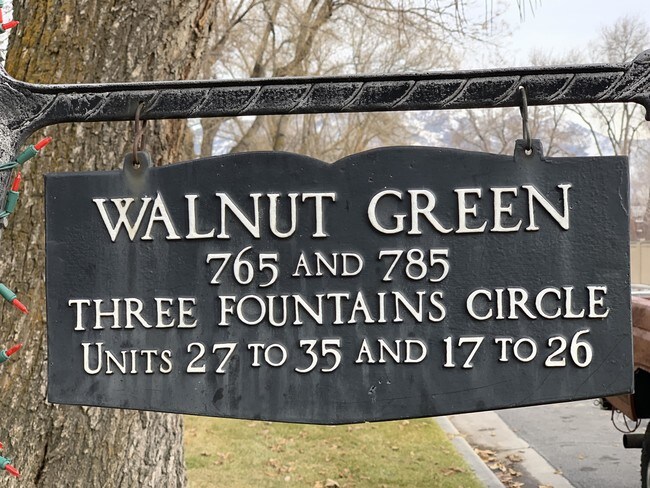 WALNUT GREEN
765 AND 785
THREE FOUNTAINS CIRCLE
UNITS 27 TO 35 AND 17 TO 26